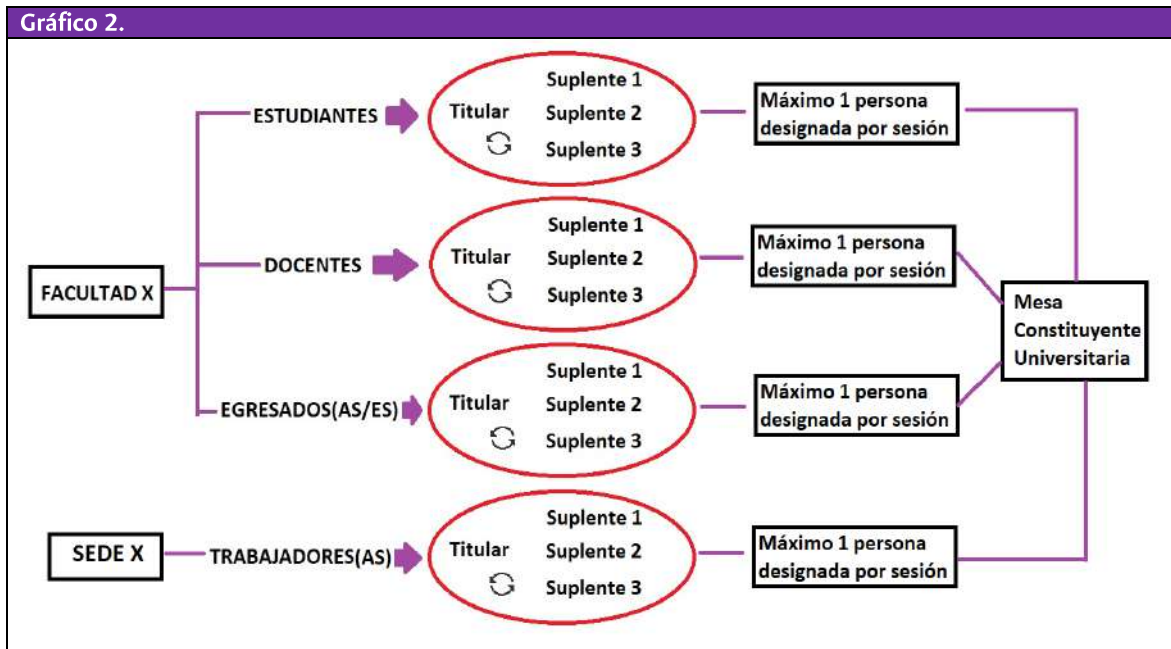 Gráfico 2.
FACULTAD X
ESTUDIANTES
Titular
Suplente 1
Suplente 2
Suplente 3
Máximo 1 persona
designada por sesión
DOCENTES
Titular
Suplente 1
Suplente 2
Suplente 3
Máximo 1 persona
designada por sesión
EGRESADOS(AS/ES)
Titular
Suplente 1
Suplente 2
Suplente 3
Máximo 1 persona
designada por sesión
SEDE X
TRABAJADORES(AS)
Titular
Suplente 1
Suplente 2
Suplente 3
Máximo 1 persona
designada por sesión
Mesa
Constituyente
Universitaria